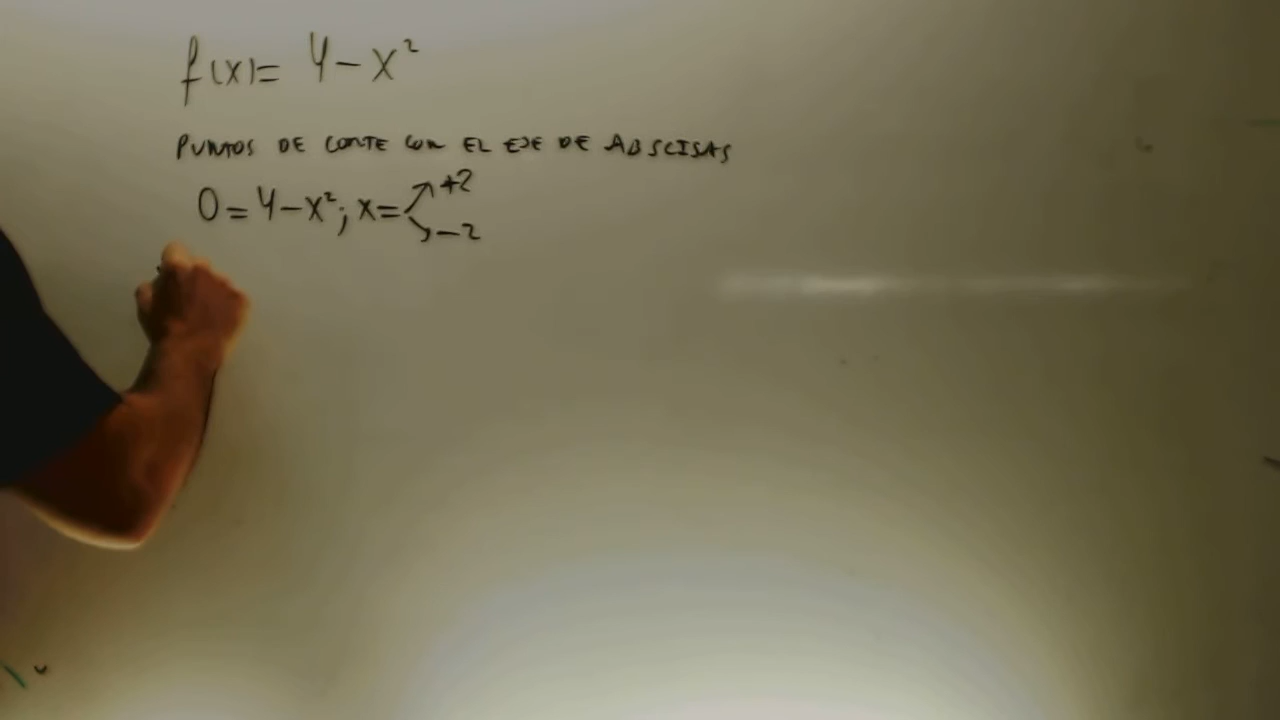 f(x) = 4 - x²
PUNTOS DE CORTE CON EL EJE DE ABSCISAS
0 = 4 - x²; x = ↗ +2 ↘ -2